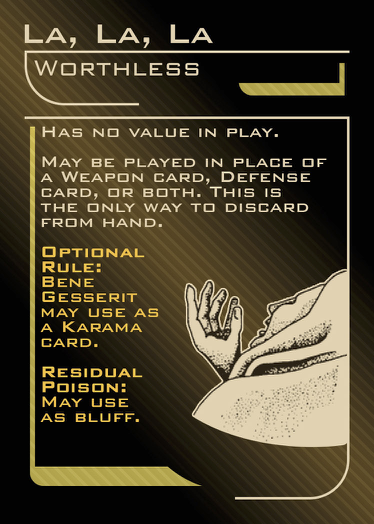 La, La, La
Worthless
Has no value in play.
May be played in place of
a Weapon card, Defense
card, or both. This is
the only way to discard
from hand.
Optional
Rule:
Bene
Gesserit
may use as
a Karama
card.
Residual
Poison:
May use
as bluff.